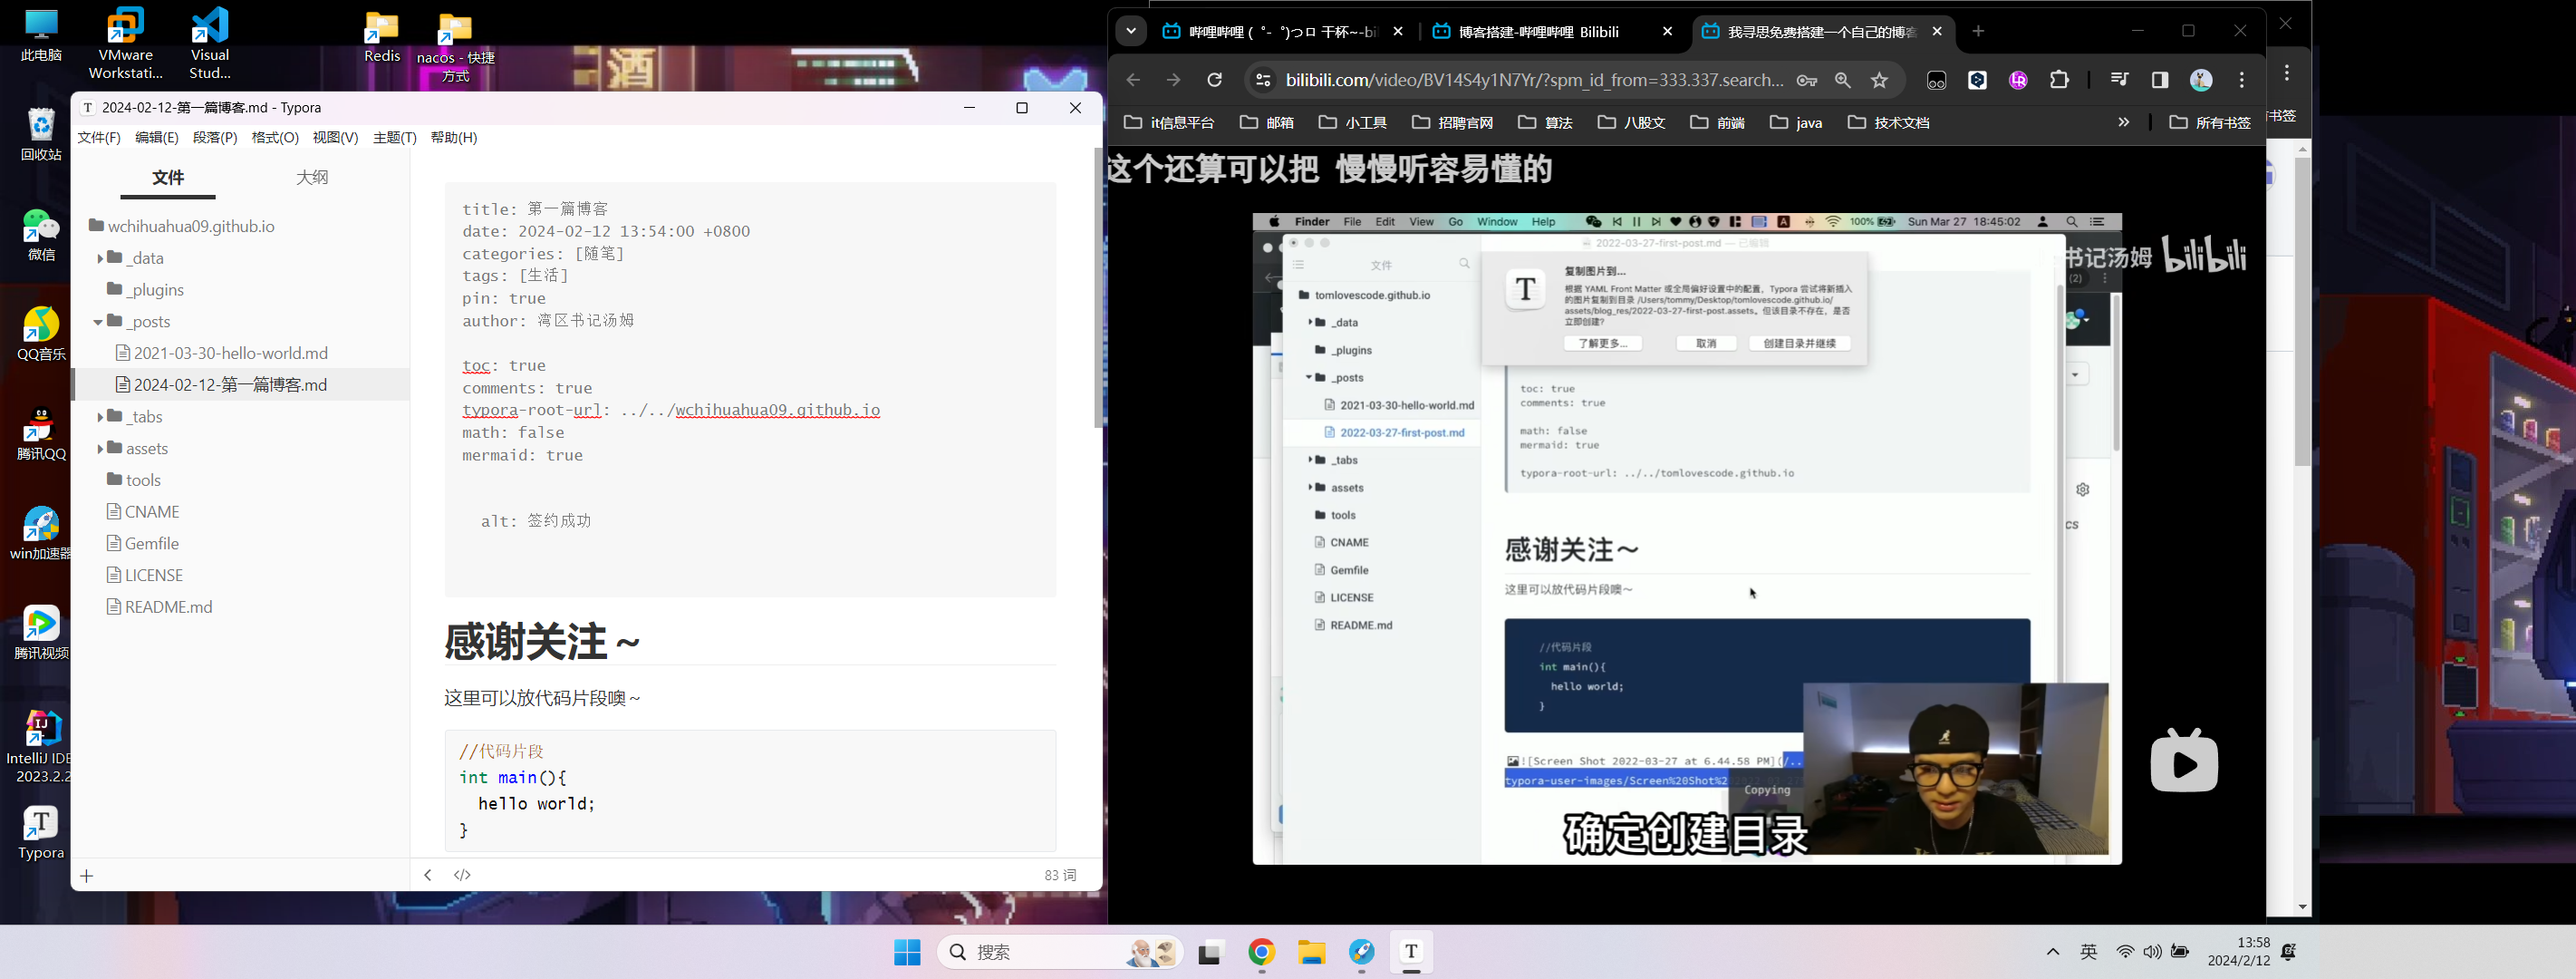 此电脑
VMware
Workstati...
Visual
Stud...
Redis
nacos - 快捷
方式
回收站
微信
QQ音乐
腾讯QQ
win加速器
腾讯视频
IntelliJ IDE
2023.2.2
Typora
2024-02-12-第一篇博客.md - Typora
文件(F) 编辑(E) 段落(P) 格式(O) 视图(V) 主题(T) 帮助(H)
文件 大纲
wchihuahua09.github.io
_data
_plugins
_posts
2021-03-30-hello-world.md
2024-02-12-第一篇博客.md
_tabs
assets
tools
CNAME
Gemfile
LICENSE
README.md
title: 第一篇博客
date: 2024-02-12 13:54:00 +0800
categories: [随笔]
tags: [生活]
pin: true
author: 湾区书记汤姆
toc: true
comments: true
typora-root-url: ../../wchihuahua09.github.io
math: false
mermaid: true
alt: 签约成功
感谢关注～
这里可以放代码片段噢～
//代码片段
int main(){
hello world;
}
83 词
哔哩哔哩 (゜-゜)つロ 干杯~-bi
博客搭建-哔哩哔哩 Bilibili
我寻思免费搭建一个自己的博客
bilibili.com/video/BV14S4y1N7Yr/?spm_id_from=333.337.search...
it信息平台 邮箱 小工具 招聘官网 算法 八股文 前端 java 技术文档 » 所有书签
书签
这个还算可以把 慢慢听容易懂的
Finder File Edit View Go Window Help 100% Sun Mar 27 18:45:02
2022-03-27-first-post.md — 已编辑
书记汤姆 bilibili
(2)
文件
tomlovescode.github.io
_data
_plugins
_posts
2021-03-30-hello-world.md
2022-03-27-first-post.md
_tabs
assets
tools
CNAME
Gemfile
LICENSE
README.md
复制图片到...
根据 YAML Front Matter 或全局偏好设置中的配置，Typora 尝试将新插入
的图片复制到目录 /Users/tommy/Desktop/tomlovescode.github.io/
assets/blog_res/2022-03-27-first-post.assets。但该目录不存在，是否
立即创建?
了解更多... 取消 创建目录并继续
toc: true
comments: true
math: false
mermaid: true
typora-root-url: ../../tomlovescode.github.io
感谢关注～
这里可以放代码片段噢～
//代码片段
int main(){
hello world;
}
![Screen Shot 2022-03-27 at 6.44.58 PM](/..
typora-user-images/Screen%20Shot%2
Copying
确定创建目录
cs
搜索
英
13:58
2024/2/12